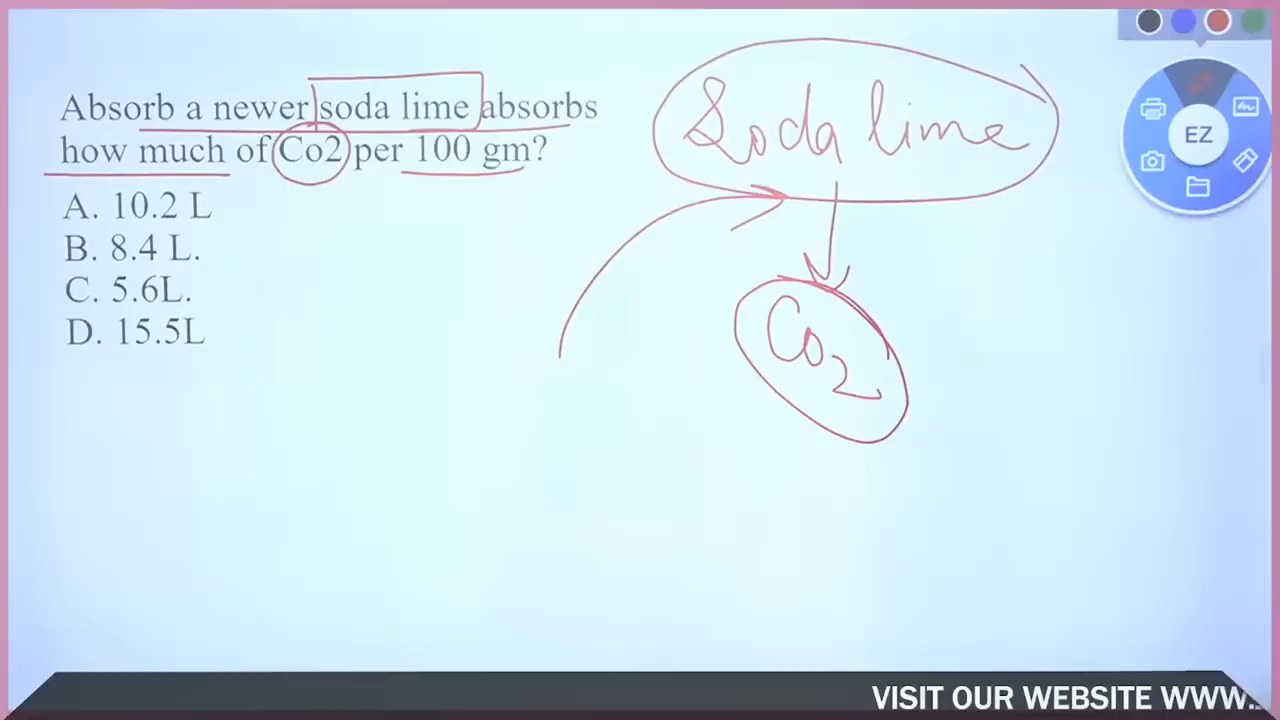 Absorb a newer soda lime absorbs
how much of Co2 per 100 gm?
A. 10.2 L
B. 8.4 L.
C. 5.6L.
D. 15.5L
Soda lime
Co2
EZ
VISIT OUR WEBSITE WWW.